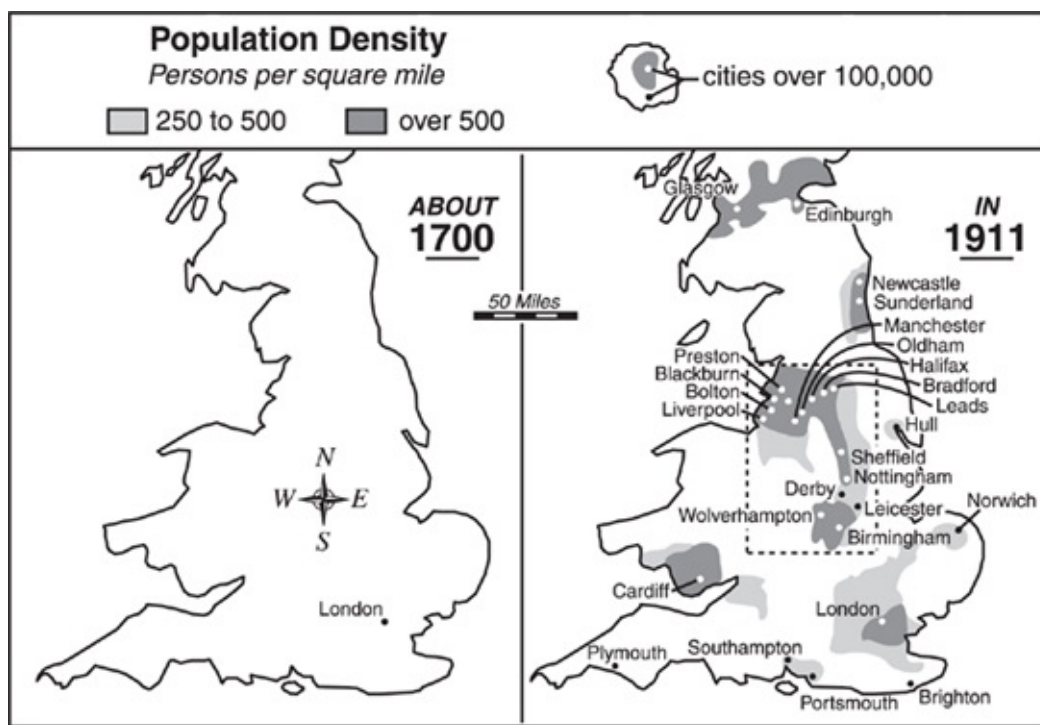 Population Density
Persons per square mile
250 to 500
over 500
cities over 100,000
ABOUT
1700
50 Miles
N
W E
S
London
IN
1911
Glasgow
Edinburgh
Newcastle
Sunderland
Manchester
Oldham
Halifax
Bradford
Leads
Preston
Blackburn
Bolton
Liverpool
Hull
Sheffield
Nottingham
Derby
Leicester
Norwich
Wolverhampton
Birmingham
Cardiff
London
Plymouth
Southampton
Portsmouth
Brighton